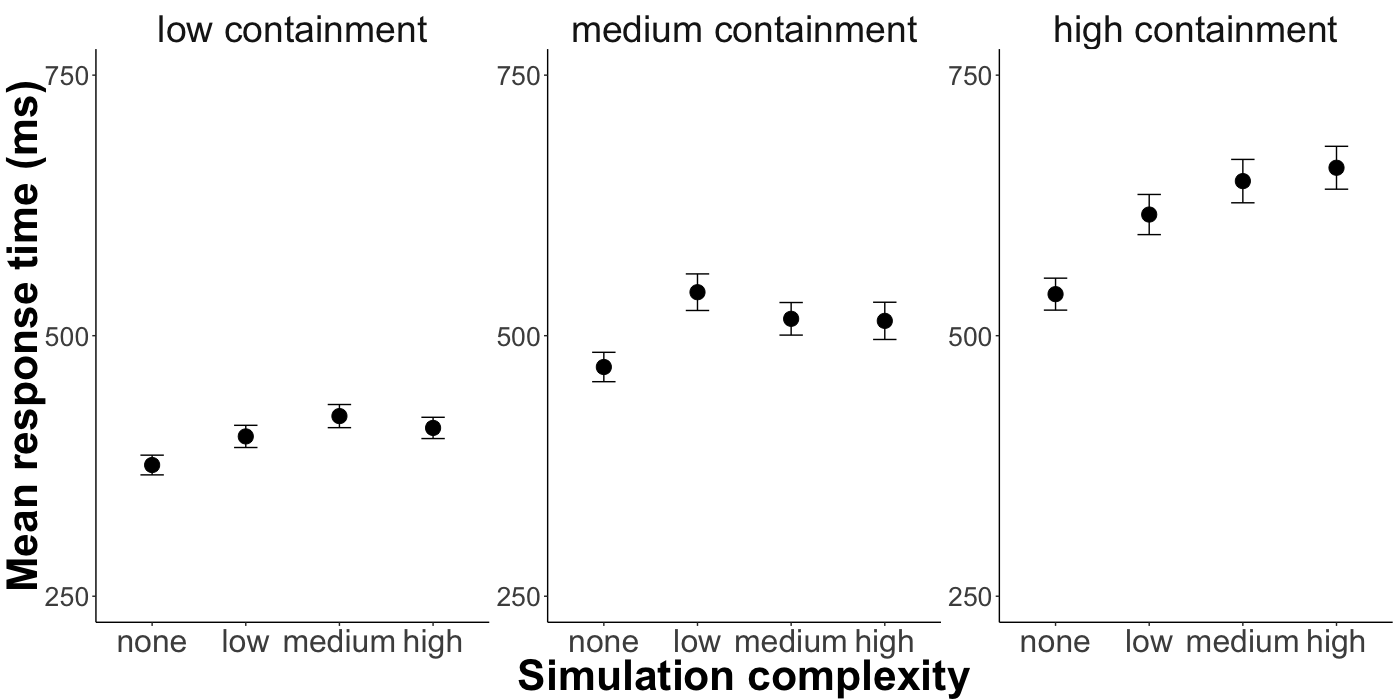 low containment
medium containment
high containment
Mean response time (ms)
750
500
250
750
500
250
750
500
250
none low medium high
none low medium high
none low medium high
Simulation complexity